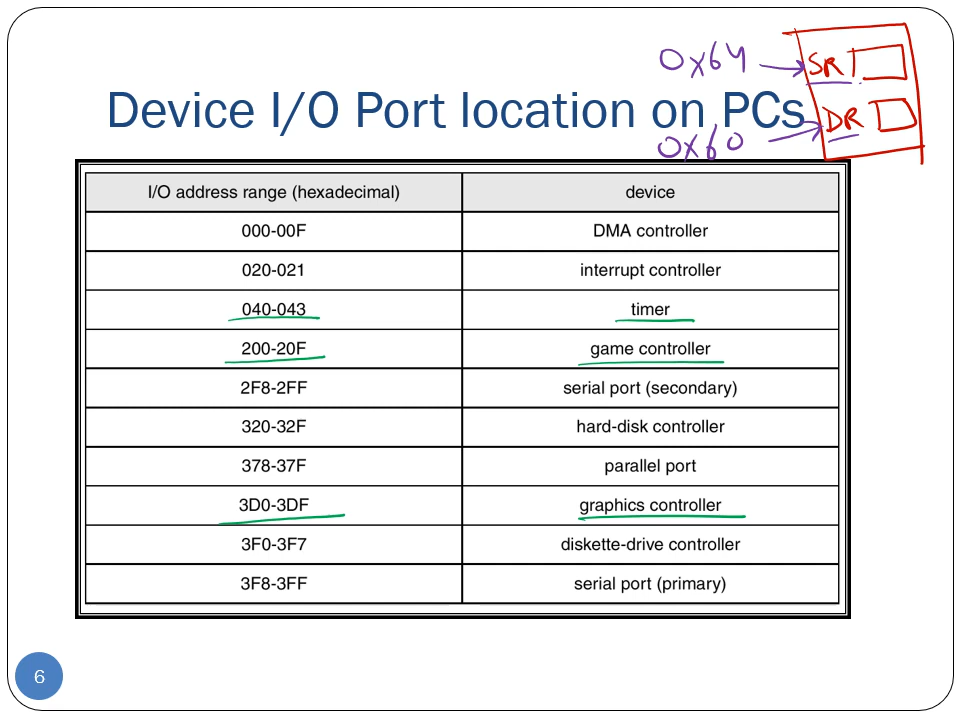 0x64 SR
Device I/O Port location on PCs
0x60 DR
I/O address range (hexadecimal) device
000-00F DMA controller
020-021 interrupt controller
040-043 timer
200-20F game controller
2F8-2FF serial port (secondary)
320-32F hard-disk controller
378-37F parallel port
3D0-3DF graphics controller
3F0-3F7 diskette-drive controller
3F8-3FF serial port (primary)
6